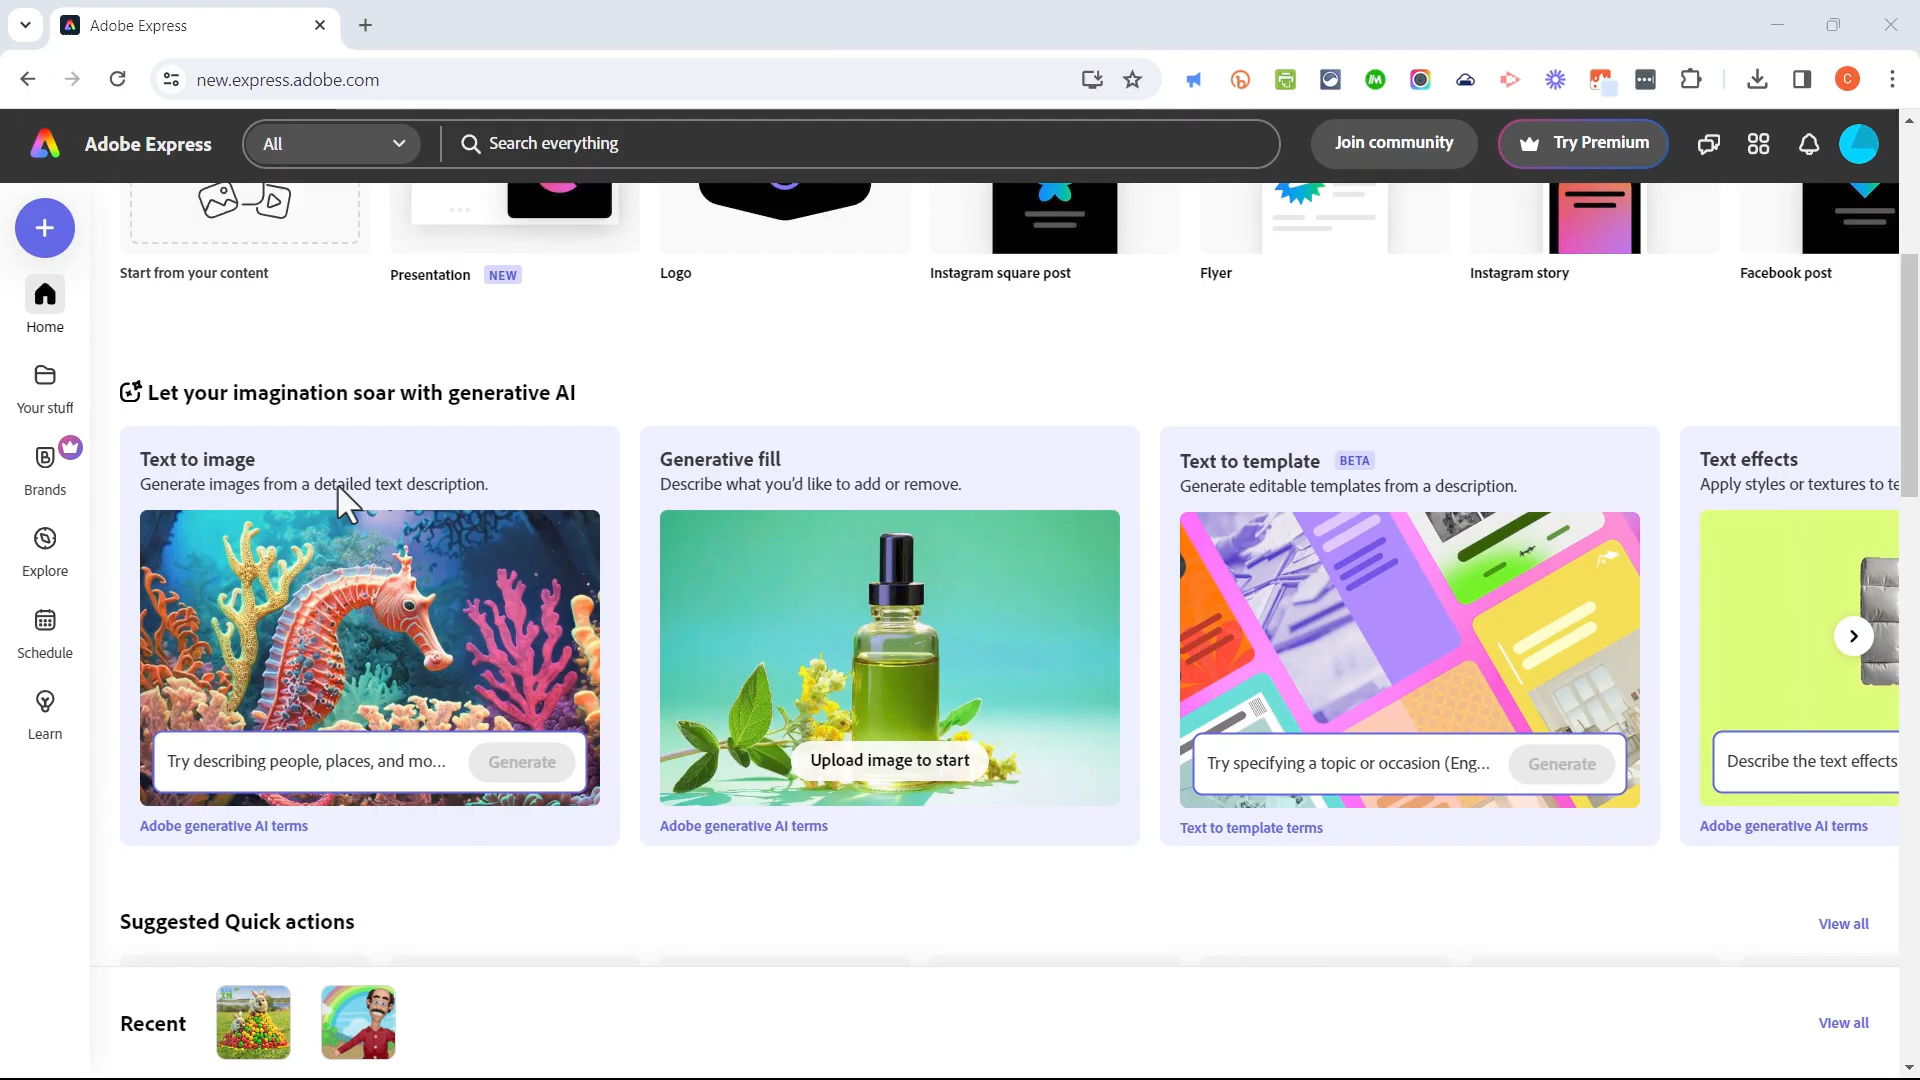 Adobe Express
new.express.adobe.com
C
Adobe Express
All
Search everything
Join community
Try Premium
Start from your content
Presentation NEW
Logo
Instagram square post
Flyer
Instagram story
Facebook post
Home
Your stuff
Brands
Explore
Schedule
Learn
Let your imagination soar with generative AI
Text to image
Generate images from a detailed text description.
Try describing people, places, and mo...
Generate
Adobe generative AI terms
Generative fill
Describe what you'd like to add or remove.
Upload image to start
Adobe generative AI terms
Text to template BETA
Generate editable templates from a description.
Try specifying a topic or occasion (Eng...
Generate
Text to template terms
Text effects
Apply styles or textures to te
Describe the text effects
Adobe generative AI terms
Suggested Quick actions
View all
Recent
View all